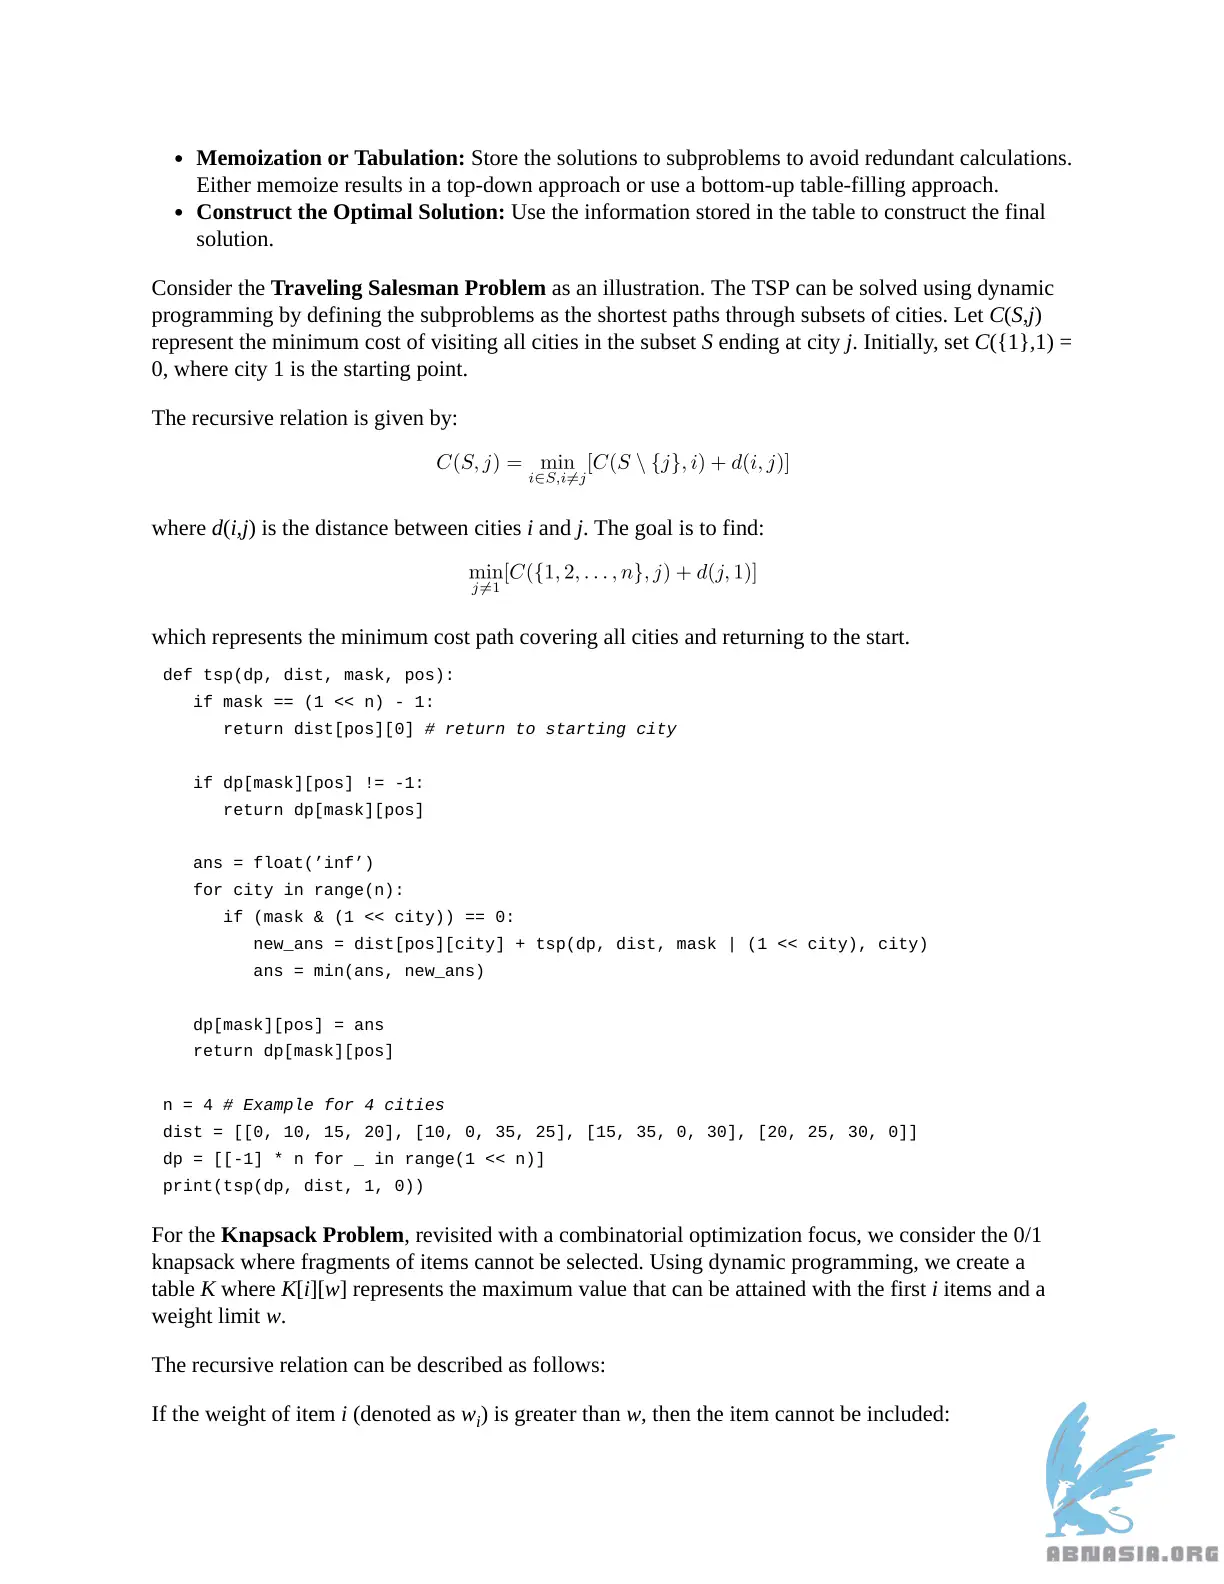 • Memoization or Tabulation: Store the solutions to subproblems to avoid redundant calculations.
Either memoize results in a top-down approach or use a bottom-up table-filling approach.
• Construct the Optimal Solution: Use the information stored in the table to construct the final
solution.
Consider the Traveling Salesman Problem as an illustration. The TSP can be solved using dynamic
programming by defining the subproblems as the shortest paths through subsets of cities. Let C(S,j)
represent the minimum cost of visiting all cities in the subset S ending at city j. Initially, set C({1},1) =
0, where city 1 is the starting point.
The recursive relation is given by:
C(S, j) = min [C(S \ {j}, i) + d(i, j)]
i∈S,i≠j
where d(i,j) is the distance between cities i and j. The goal is to find:
min[C({1, 2, . . . , n}, j) + d(j, 1)]
j≠1
which represents the minimum cost path covering all cities and returning to the start.
def tsp(dp, dist, mask, pos):
   if mask == (1 << n) - 1:
      return dist[pos][0] # return to starting city
   if dp[mask][pos] != -1:
      return dp[mask][pos]
   ans = float(’inf’)
   for city in range(n):
      if (mask & (1 << city)) == 0:
         new_ans = dist[pos][city] + tsp(dp, dist, mask | (1 << city), city)
         ans = min(ans, new_ans)
   dp[mask][pos] = ans
   return dp[mask][pos]
n = 4 # Example for 4 cities
dist = [[0, 10, 15, 20], [10, 0, 35, 25], [15, 35, 0, 30], [20, 25, 30, 0]]
dp = [[-1] * n for _ in range(1 << n)]
print(tsp(dp, dist, 1, 0))
For the Knapsack Problem, revisited with a combinatorial optimization focus, we consider the 0/1
knapsack where fragments of items cannot be selected. Using dynamic programming, we create a
table K where K[i][w] represents the maximum value that can be attained with the first i items and a
weight limit w.
The recursive relation can be described as follows:
If the weight of item i (denoted as wi) is greater than w, then the item cannot be included:
ABNASIA.ORG